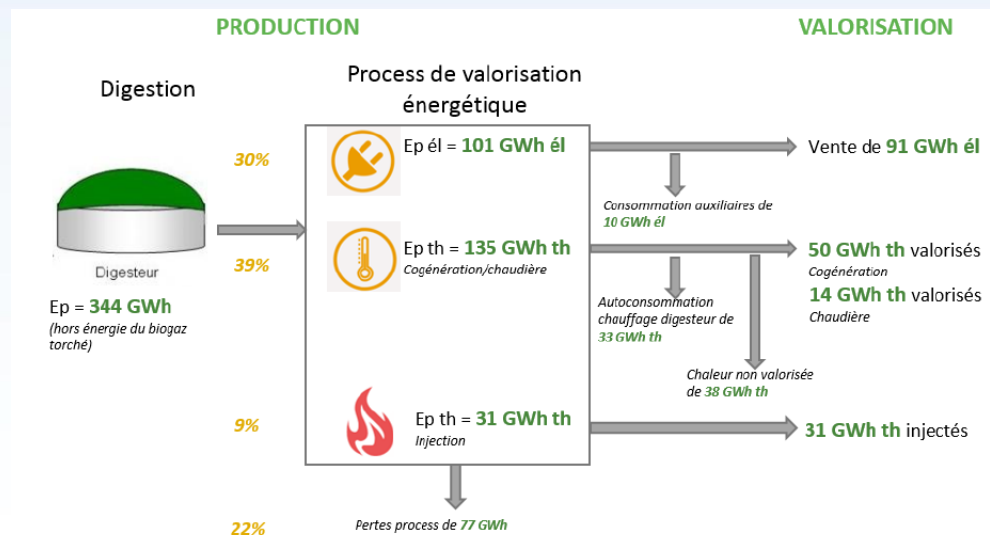 PRODUCTION
VALORISATION
Digestion
Process de valorisation
énergétique
30%
Ep él = 101 GWh él
Vente de 91 GWh él
Consommation auxiliaires de
10 GWh él
Digesteur
39%
Ep th = 135 GWh th
Cogénération/chaudière
50 GWh th valorisés
Cogénération
14 GWh th valorisés
Chaudière
Ep = 344 GWh
(hors énergie du biogaz
torché)
Autoconsommation
chauffage digesteur de
33 GWh th
Chaleur non valorisée
de 38 GWh th
9%
Ep th = 31 GWh th
Injection
31 GWh th injectés
22%
Pertes process de 77 GWh